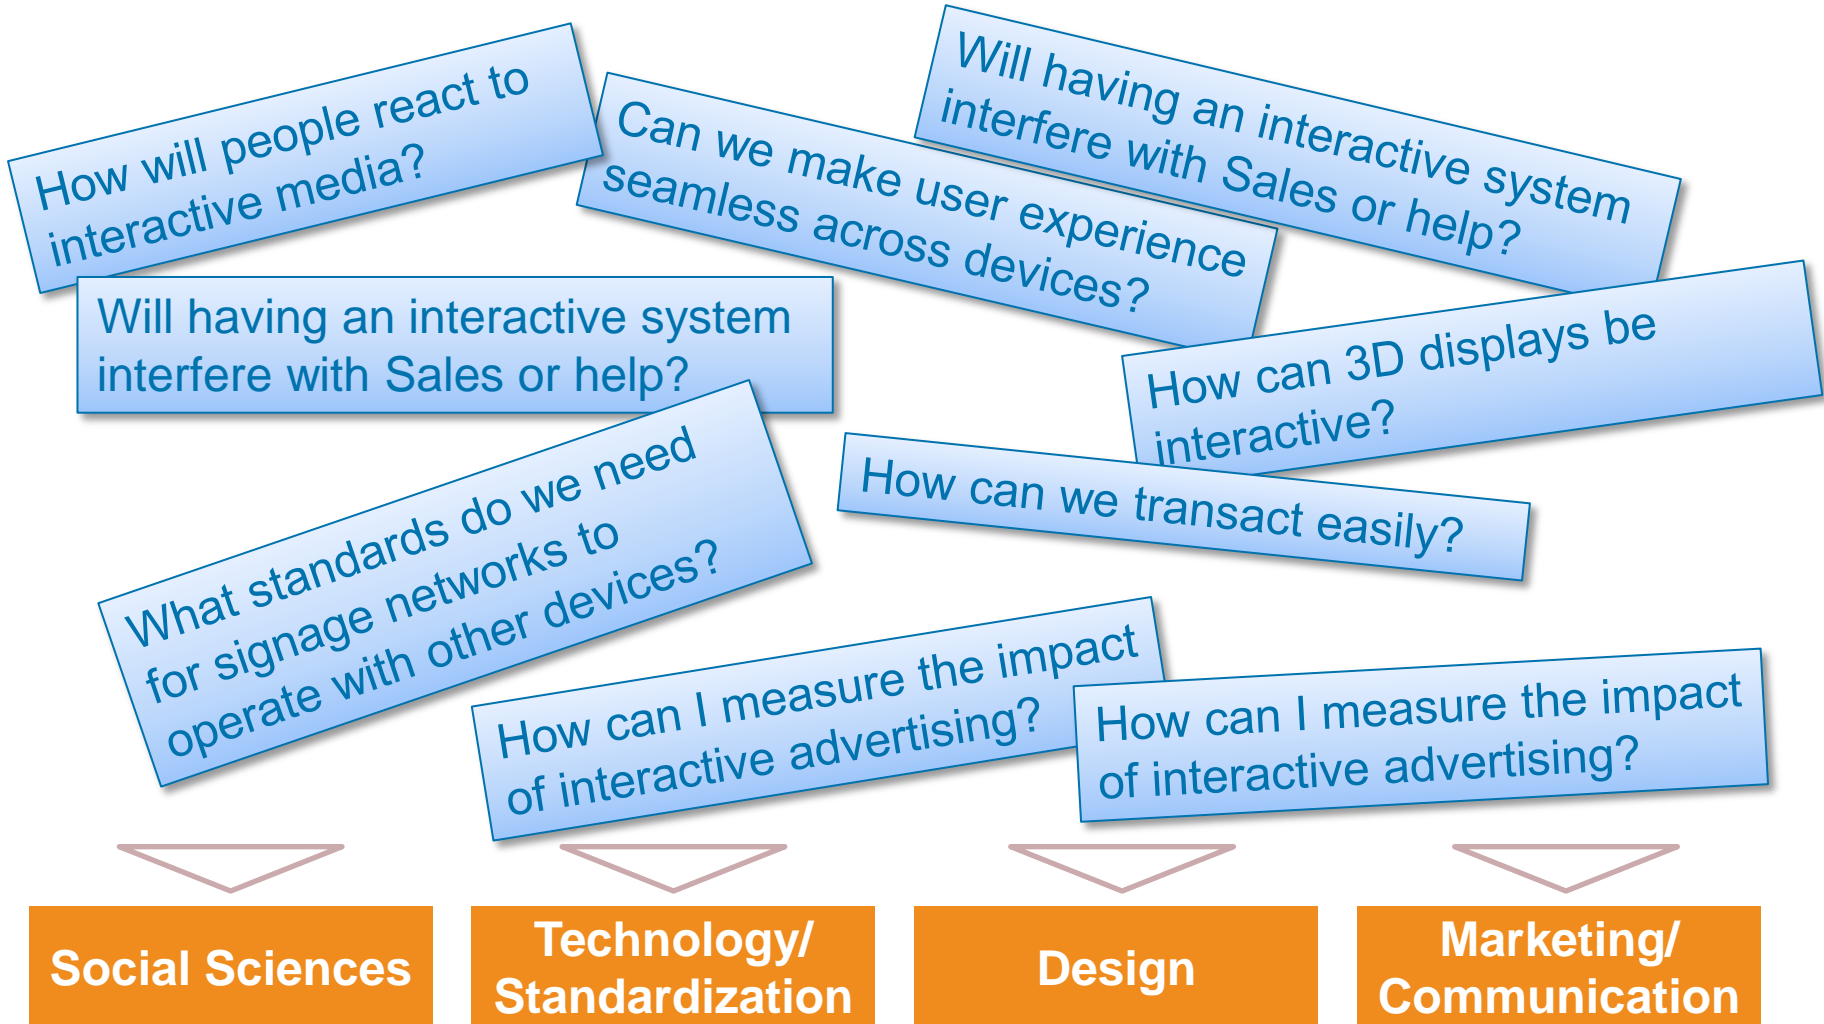 How will people react to
interactive media?
Can we make user experience
seamless across devices?
Will having an interactive system
interfere with Sales or help?
Will having an interactive system
interfere with Sales or help?
How can 3D displays be
interactive?
How can we transact easily?
What standards do we need
for signage networks to
operate with other devices?
How can I measure the impact
of interactive advertising?
How can I measure the impact
of interactive advertising?
Social Sciences
Technology/
Standardization
Design
Marketing/
Communication